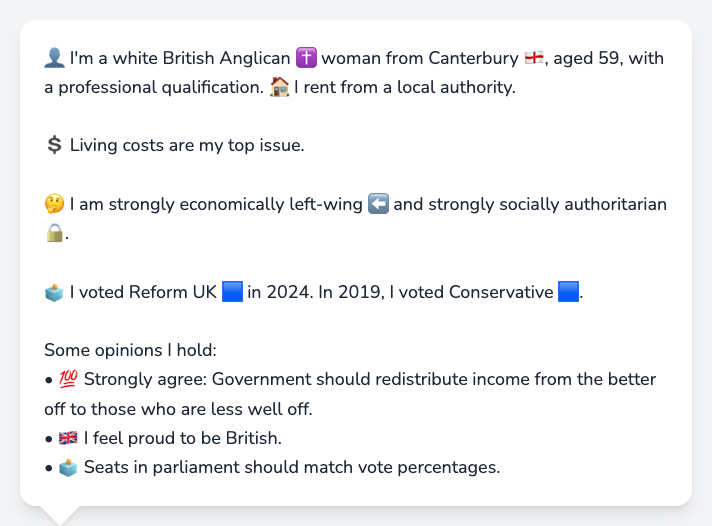 👤 I'm a white British Anglican ✝️ woman from Canterbury 🏴󠁧󠁢󠁥󠁮󠁧󠁿, aged 59, with
a professional qualification. 🏠 I rent from a local authority.
💲 Living costs are my top issue.
🤔 I am strongly economically left-wing ⬅️ and strongly socially authoritarian
🔒.
🗳️ I voted Reform UK 🟦 in 2024. In 2019, I voted Conservative 🟦.
Some opinions I hold:
• 💯 Strongly agree: Government should redistribute income from the better
off to those who are less well off.
• 🇬🇧 I feel proud to be British.
• 🗳️ Seats in parliament should match vote percentages.